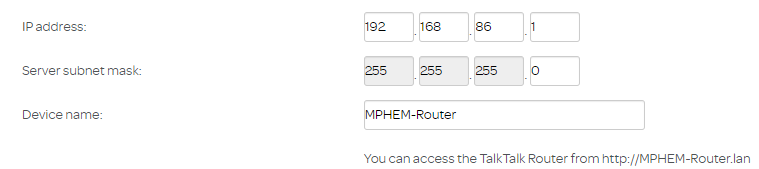 IP address: 192 . 168 . 86 . 1
Server subnet mask: 255 . 255 . 255 . 0
Device name: MPHEM-Router
You can access the TalkTalk Router from http://MPHEM-Router.lan